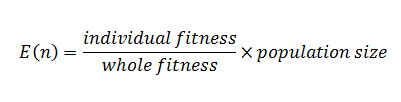 E(n) = individual fitness / whole fitness × population size